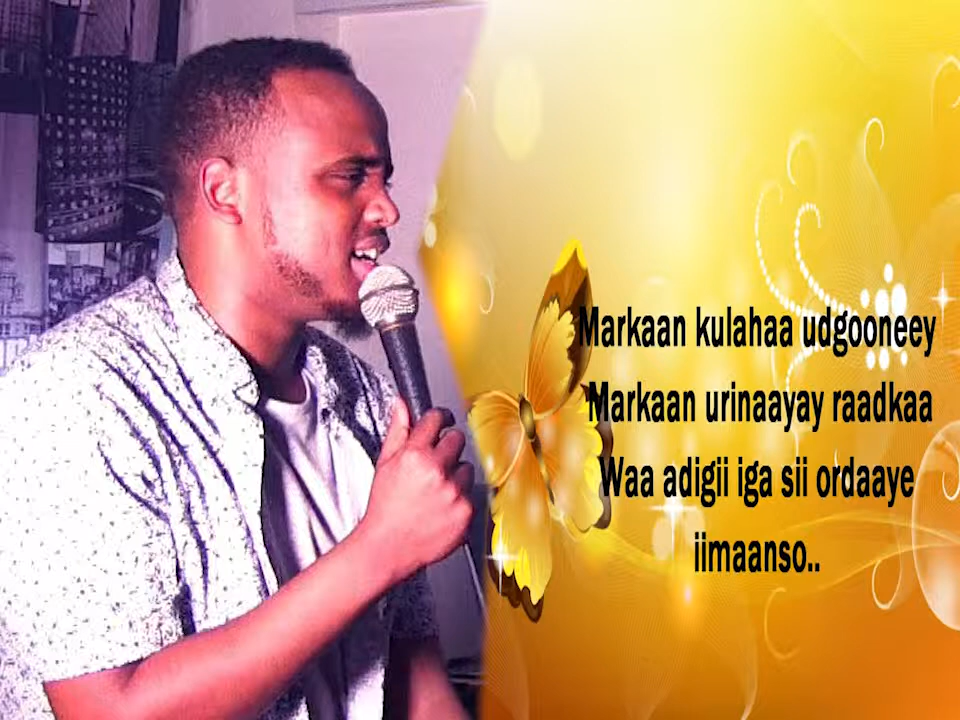 Markaan kulahaa udgooneey
Markaan urinaayay raadkaa
Waa adigii iga sii ordaaye
iimaanso..